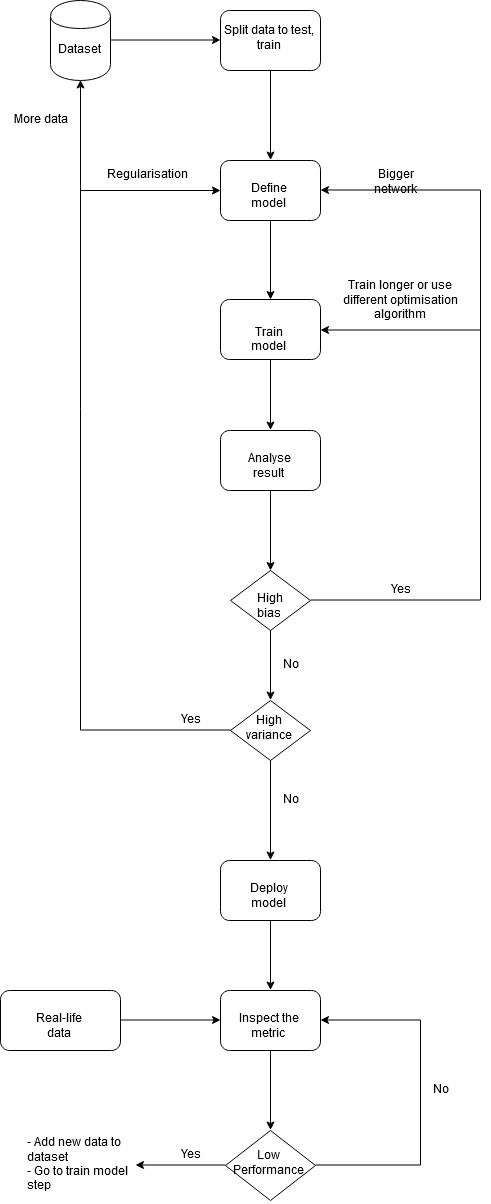 Dataset
Split data to test,
train
More data
Regularisation
Define
model
Bigger
network
Train longer or use
different optimisation
algorithm
Train
model
Analyse
result
High
bias
Yes
No
Yes
High
variance
No
Deploy
model
Real-life
data
Inspect the
metric
No
- Add new data to
dataset
- Go to train model
step
Yes
Low
Performance